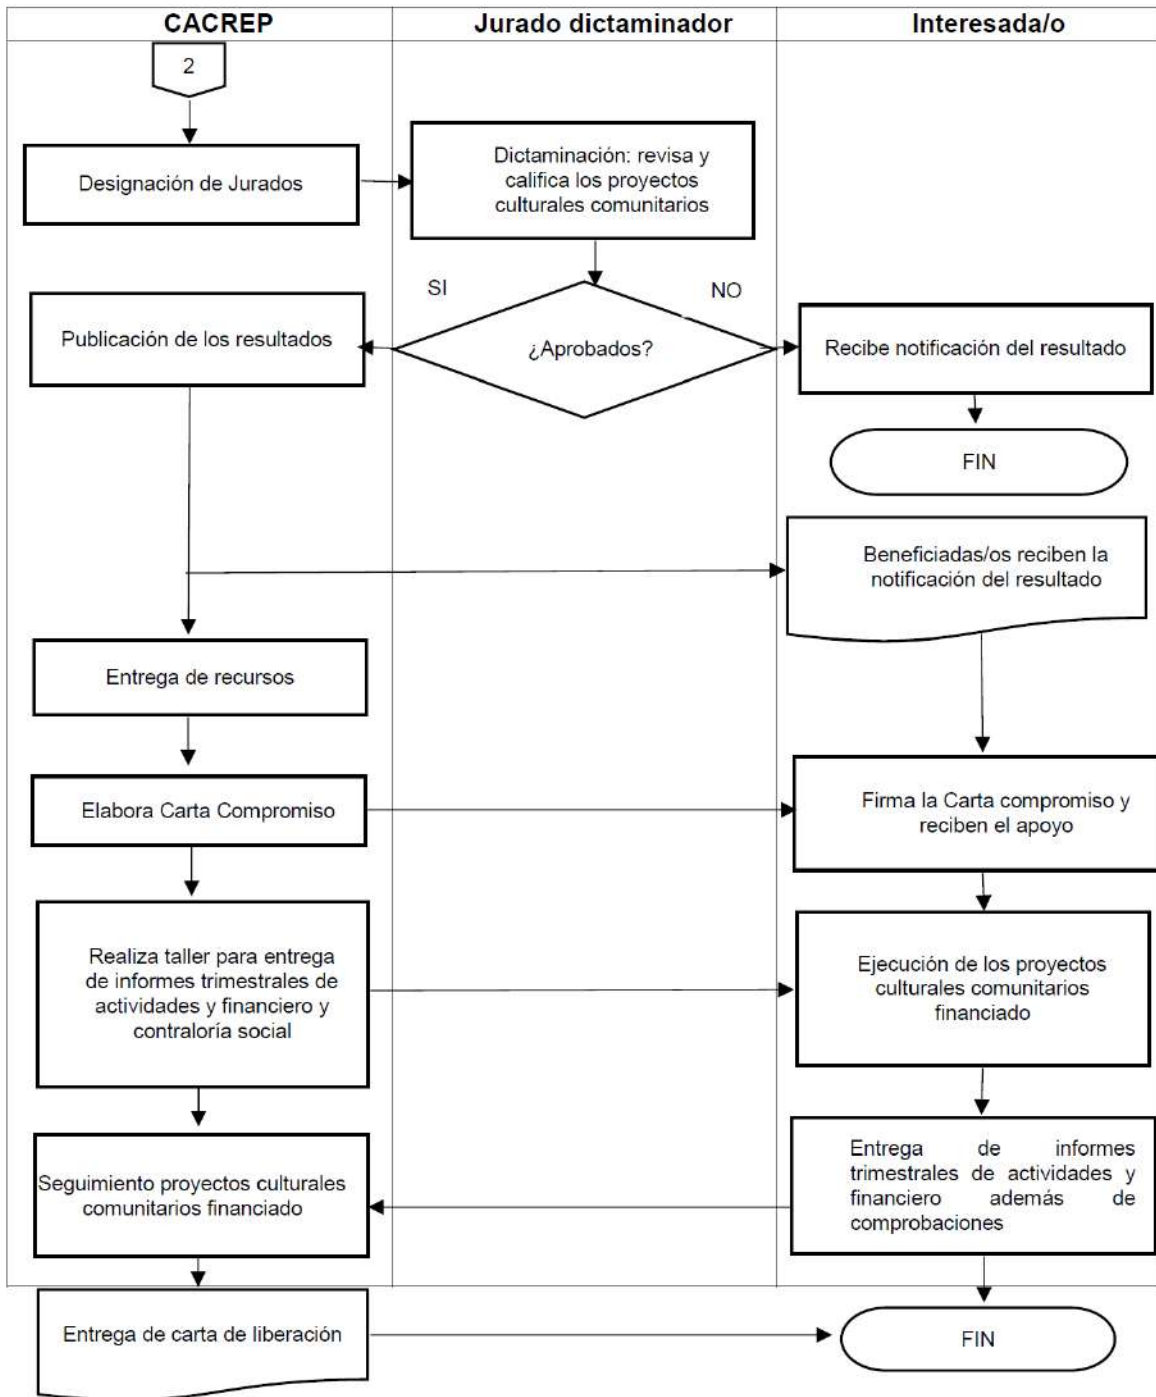 CACREP
Jurado dictaminador
Interesada/o
2
Designación de Jurados
Dictaminación: revisa y
califica los proyectos
culturales comunitarios
SI
NO
Publicación de los resultados
¿Aprobados?
Recibe notificación del resultado
FIN
Beneficiadas/os reciben la
notificación del resultado
Entrega de recursos
Elabora Carta Compromiso
Firma la Carta compromiso y
reciben el apoyo
Realiza taller para entrega
de informes trimestrales de
actividades y financiero y
contraloría social
Ejecución de los proyectos
culturales comunitarios
financiado
Seguimiento proyectos culturales
comunitarios financiado
Entrega de informes
trimestrales de actividades y
financiero además de
comprobaciones
Entrega de carta de liberación
FIN